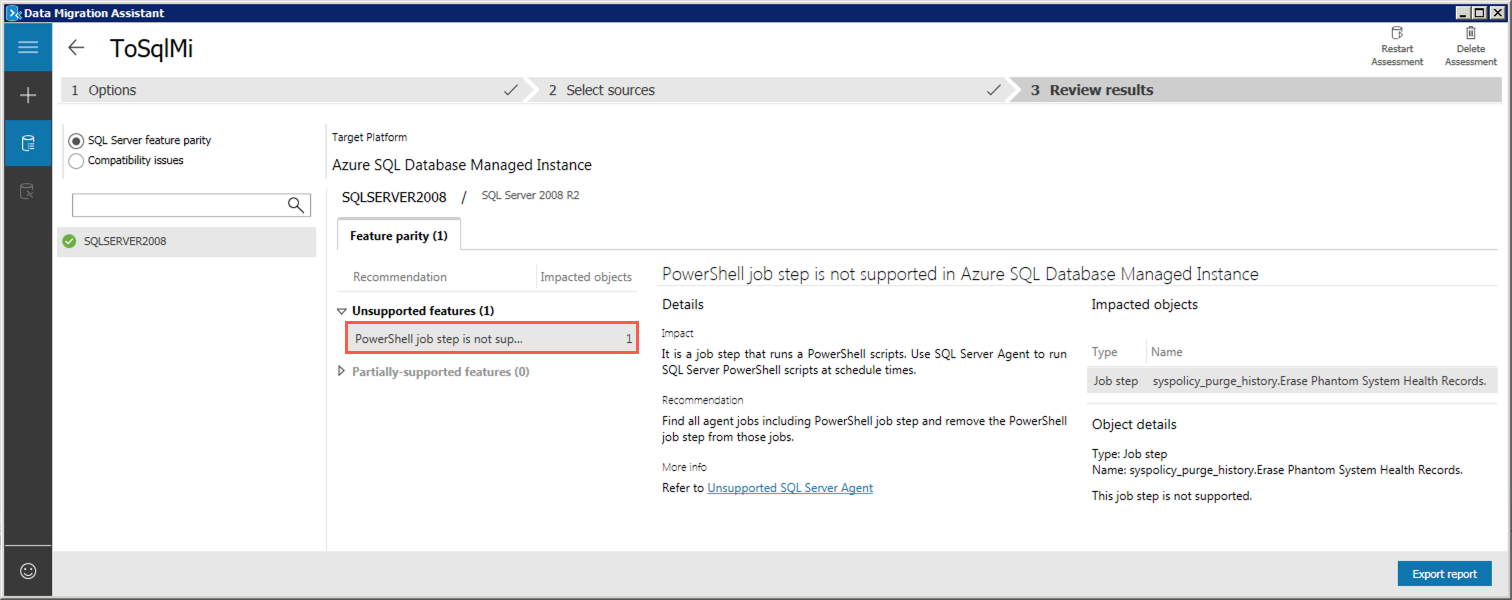 Data Migration Assistant
ToSqlMi
Restart
Assessment
Delete
Assessment
1 Options
2 Select sources
3 Review results
SQL Server feature parity
Compatibility issues
SQLSERVER2008
Target Platform
Azure SQL Database Managed Instance
SQLSERVER2008 / SQL Server 2008 R2
Feature parity (1)
Recommendation Impacted objects
Unsupported features (1)
PowerShell job step is not sup... 1
Partially-supported features (0)
PowerShell job step is not supported in Azure SQL Database Managed Instance
Details
Impact
It is a job step that runs a PowerShell scripts. Use SQL Server Agent to run
SQL Server PowerShell scripts at schedule times.
Recommendation
Find all agent jobs including PowerShell job step and remove the PowerShell
job step from those jobs.
More info
Refer to Unsupported SQL Server Agent
Impacted objects
Type Name
Job step syspolicy_purge_history.Erase Phantom System Health Records.
Object details
Type: Job step
Name: syspolicy_purge_history.Erase Phantom System Health Records.
This job step is not supported.
Export report